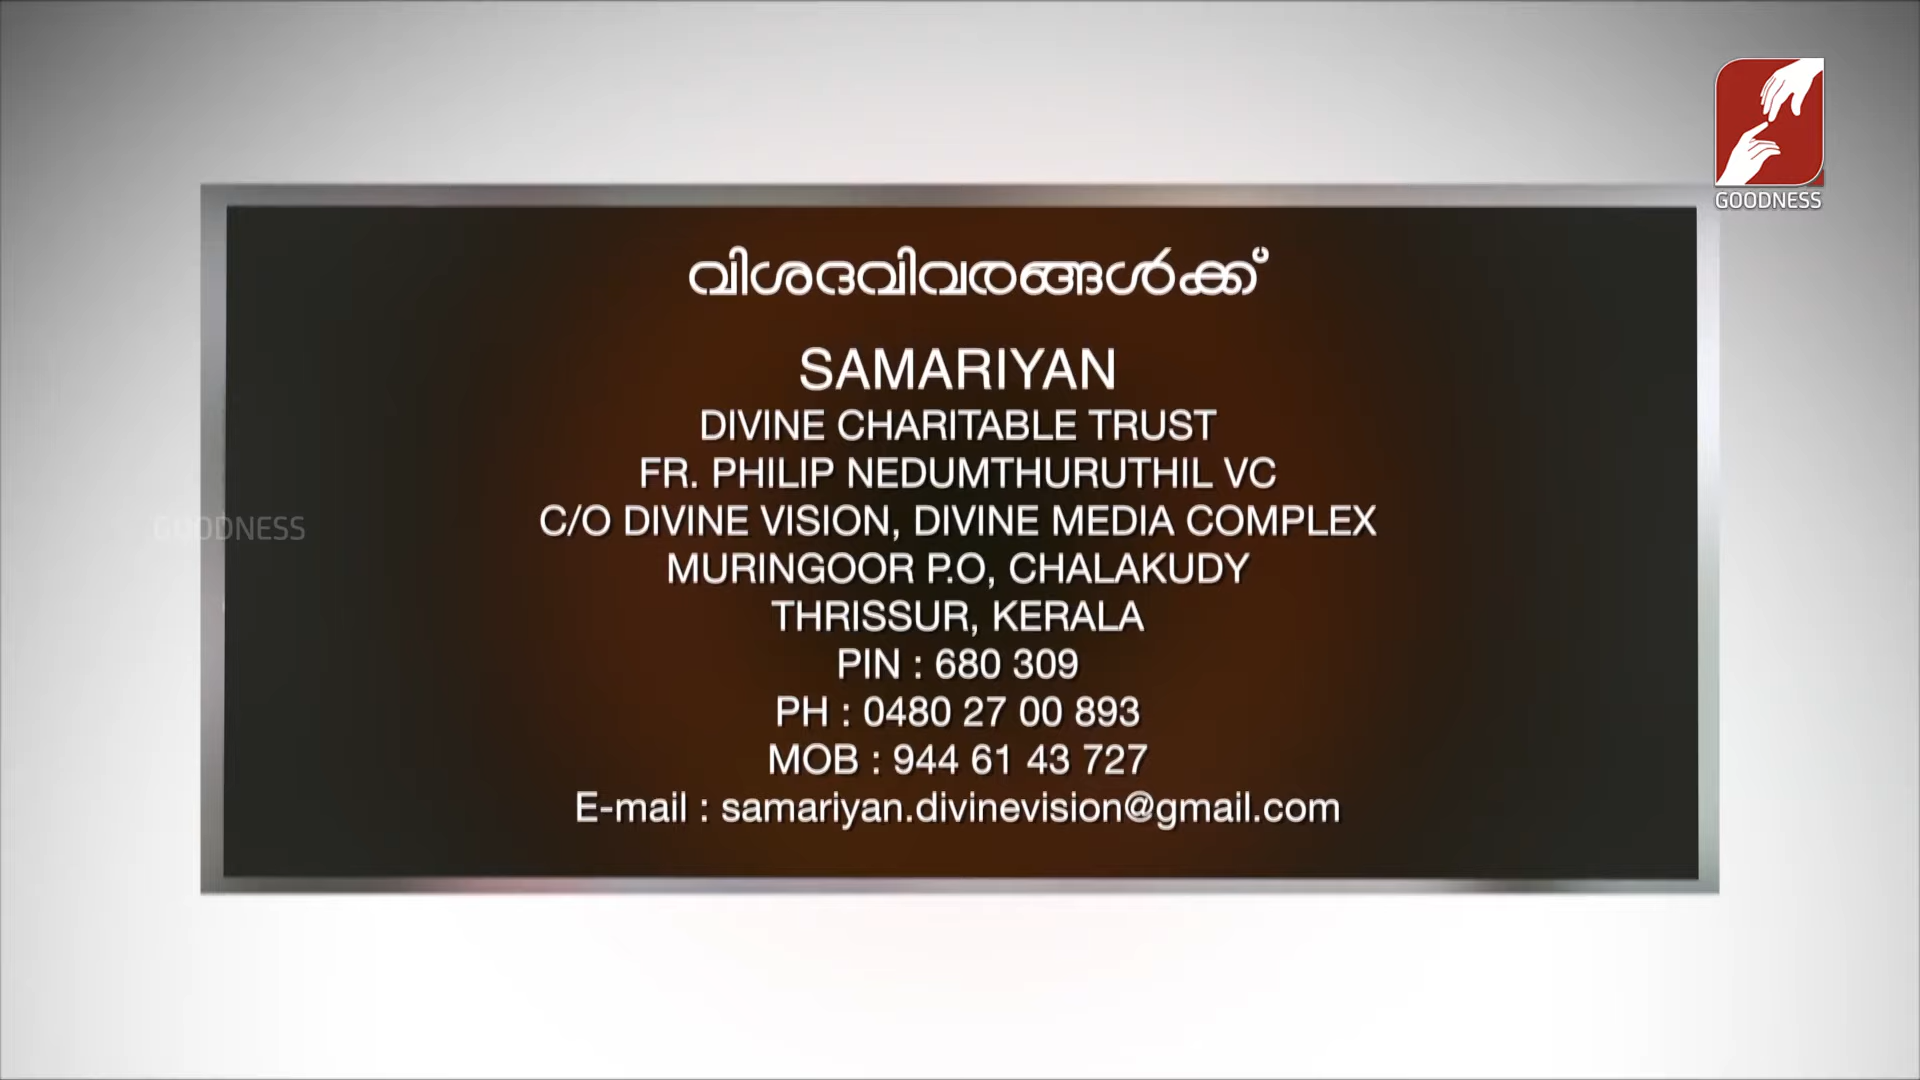 GOODNESS
വിശദവിവരങ്ങൾക്ക്
SAMARIYAN
DIVINE CHARITABLE TRUST
FR. PHILIP NEDUMTHURUTHIL VC
C/O DIVINE VISION, DIVINE MEDIA COMPLEX
GOODNESS
MURINGOOR P.O, CHALAKUDY
THRISSUR, KERALA
PIN : 680 309
PH : 0480 27 00 893
MOB : 944 61 43 727
E-mail : samariyan.divinevision@gmail.com